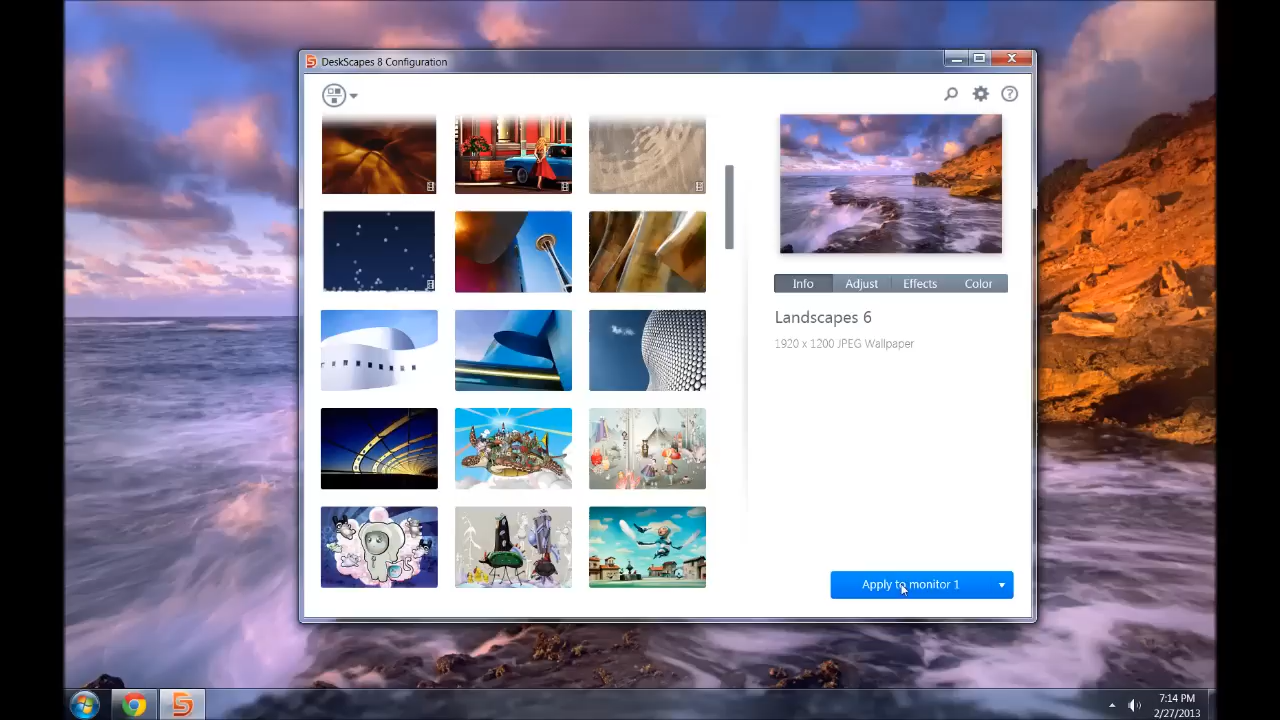 DeskScapes 8 Configuration
Info
Adjust
Effects
Color
Landscapes 6
1920 x 1200 JPEG Wallpaper
Apply to monitor 1
7:14 PM
2/27/2013